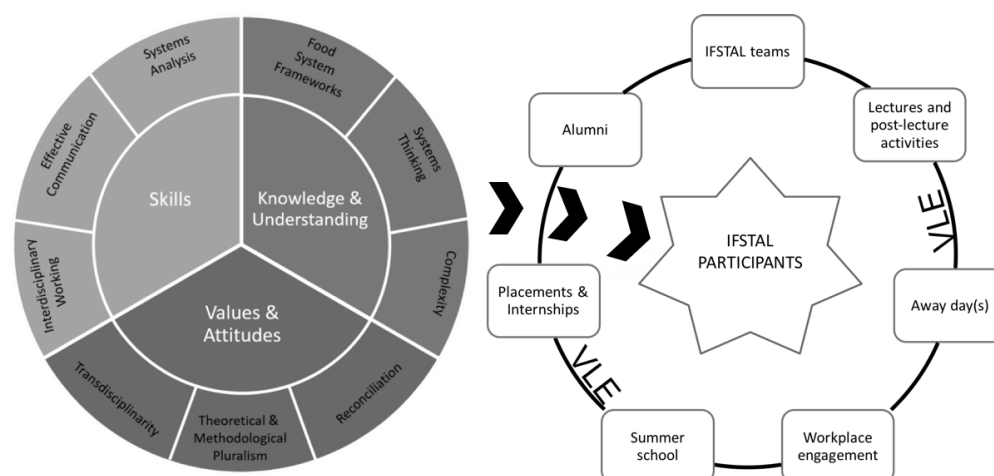 Systems
Analysis
Food
System
Frameworks
Effective
Communication
Systems
Thinking
Skills
Knowledge &
Understanding
Interdisciplinary
Working
Complexity
Values &
Attitudes
Transdisciplinarity
Theoretical &
Methodological
Pluralism
Reconciliation
IFSTAL teams
Alumni
Lectures and
post-lecture
activities
VLE
IFSTAL
PARTICIPANTS
Placements &
Internships
Away day(s)
VLE
Summer
school
Workplace
engagement